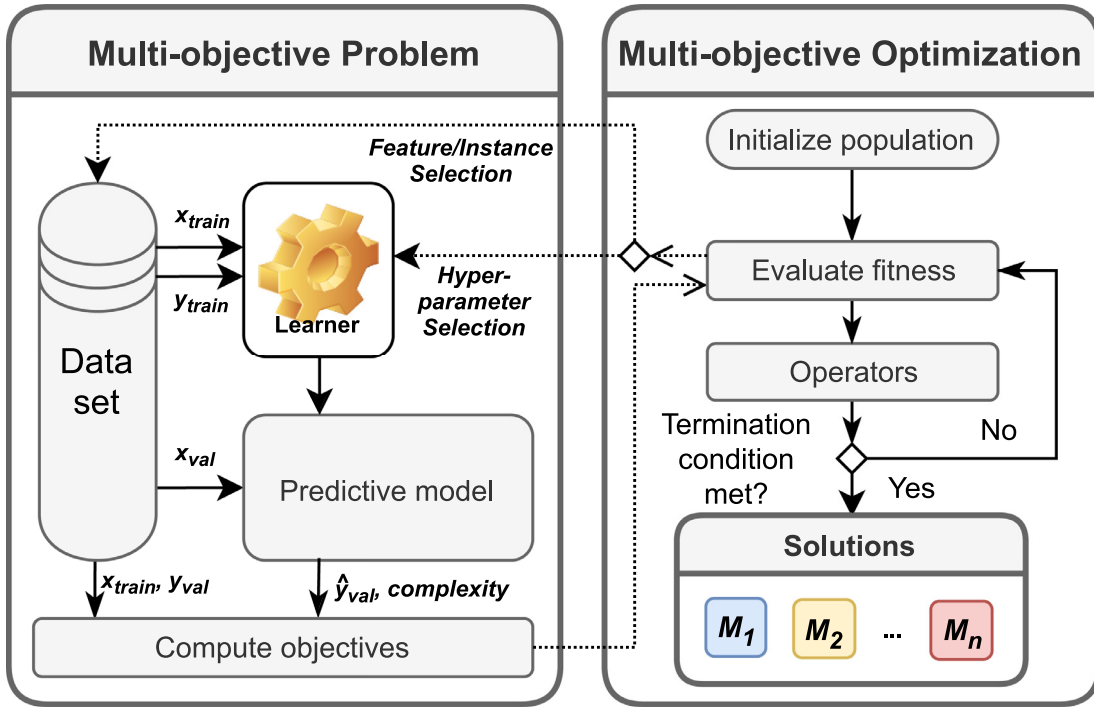 Multi-objective Problem
Feature/Instance
Selection
x_train
y_train
Learner
Hyper-
parameter
Selection
Data
set
x_val
Predictive model
x_train, y_val
ŷ_val, complexity
Compute objectives
Multi-objective Optimization
Initialize population
Evaluate fitness
Operators
Termination
condition
met?
No
Yes
Solutions
M_1 M_2 ... M_n